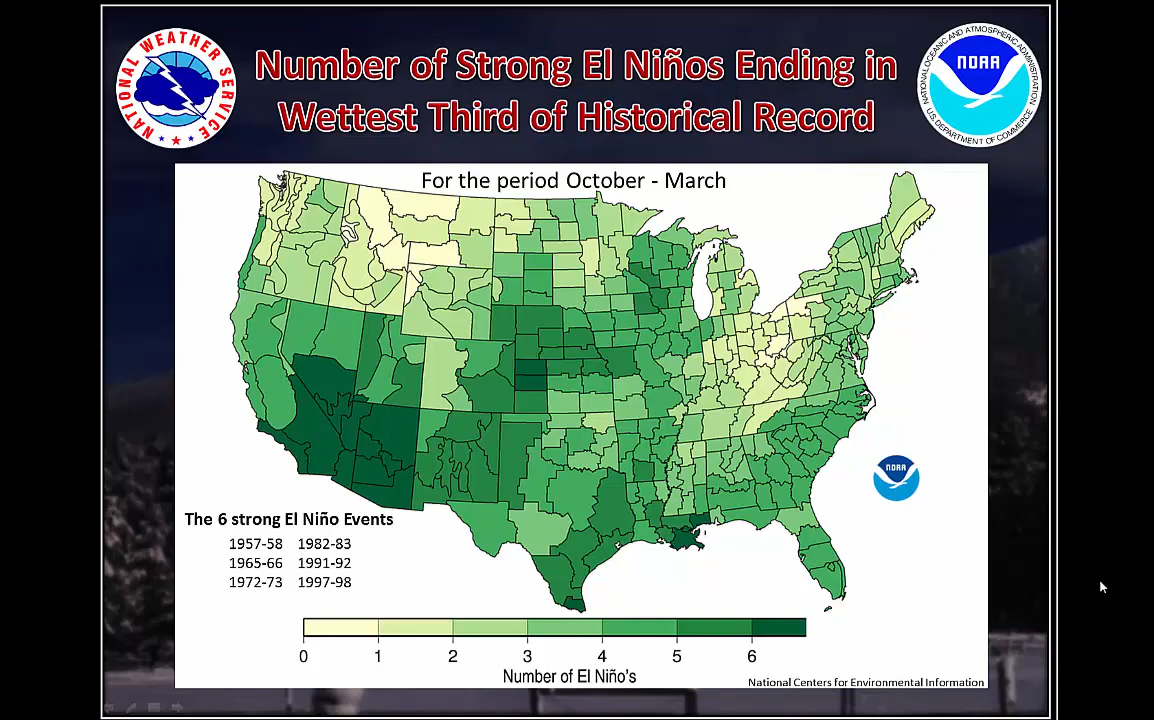 Number of Strong El Niños Ending in
Wettest Third of Historical Record
NATIONAL WEATHER SERVICE
NATIONAL OCEANIC AND ATMOSPHERIC ADMINISTRATION
NOAA
U.S. DEPARTMENT OF COMMERCE
For the period October - March
NOAA
The 6 strong El Niño Events
1957-58 1982-83
1965-66 1991-92
1972-73 1997-98
0 1 2 3 4 5 6
Number of El Niño's
National Centers for Environmental Information